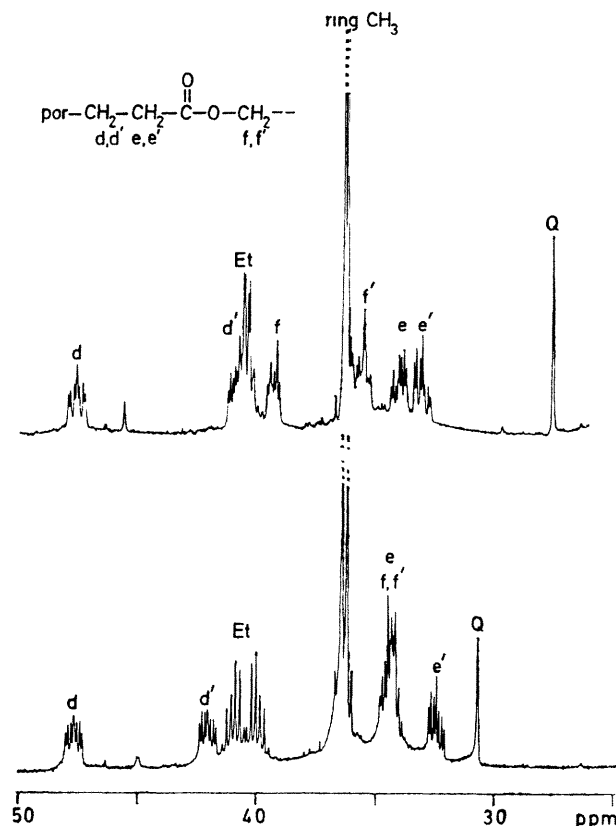 ring CH3
O
por–CH2–CH2–C–O–CH2--
d,d' e,e' f,f'
Q
Et
d'
f
f'
e
e'
d
e
f,f'
Q
Et
d'
e'
d
50 40 30 ppm